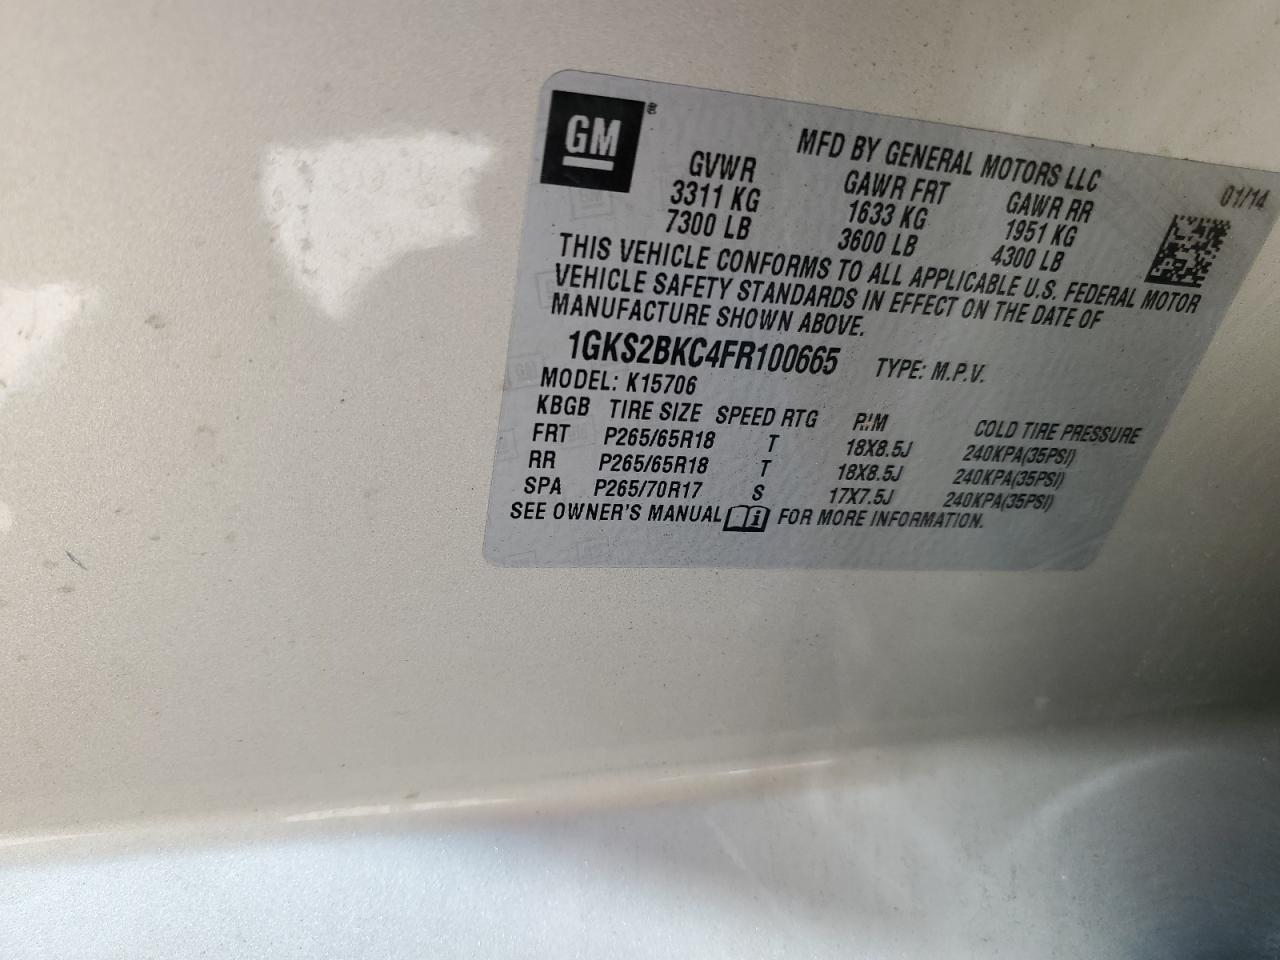 GM ®
MFD BY GENERAL MOTORS LLC
01/14
GVWR GAWR FRT GAWR RR
3311 KG 1633 KG 1951 KG
7300 LB 3600 LB 4300 LB
THIS VEHICLE CONFORMS TO ALL APPLICABLE U.S. FEDERAL MOTOR
VEHICLE SAFETY STANDARDS IN EFFECT ON THE DATE OF
MANUFACTURE SHOWN ABOVE.
1GKS2BKC4FR100665 TYPE: M.P.V.
MODEL: K15706
KBGB TIRE SIZE SPEED RTG RIM COLD TIRE PRESSURE
FRT P265/65R18 T 18X8.5J 240KPA(35PSI)
RR P265/65R18 T 18X8.5J 240KPA(35PSI)
SPA P265/70R17 S 17X7.5J 240KPA(35PSI)
SEE OWNER'S MANUAL i FOR MORE INFORMATION.